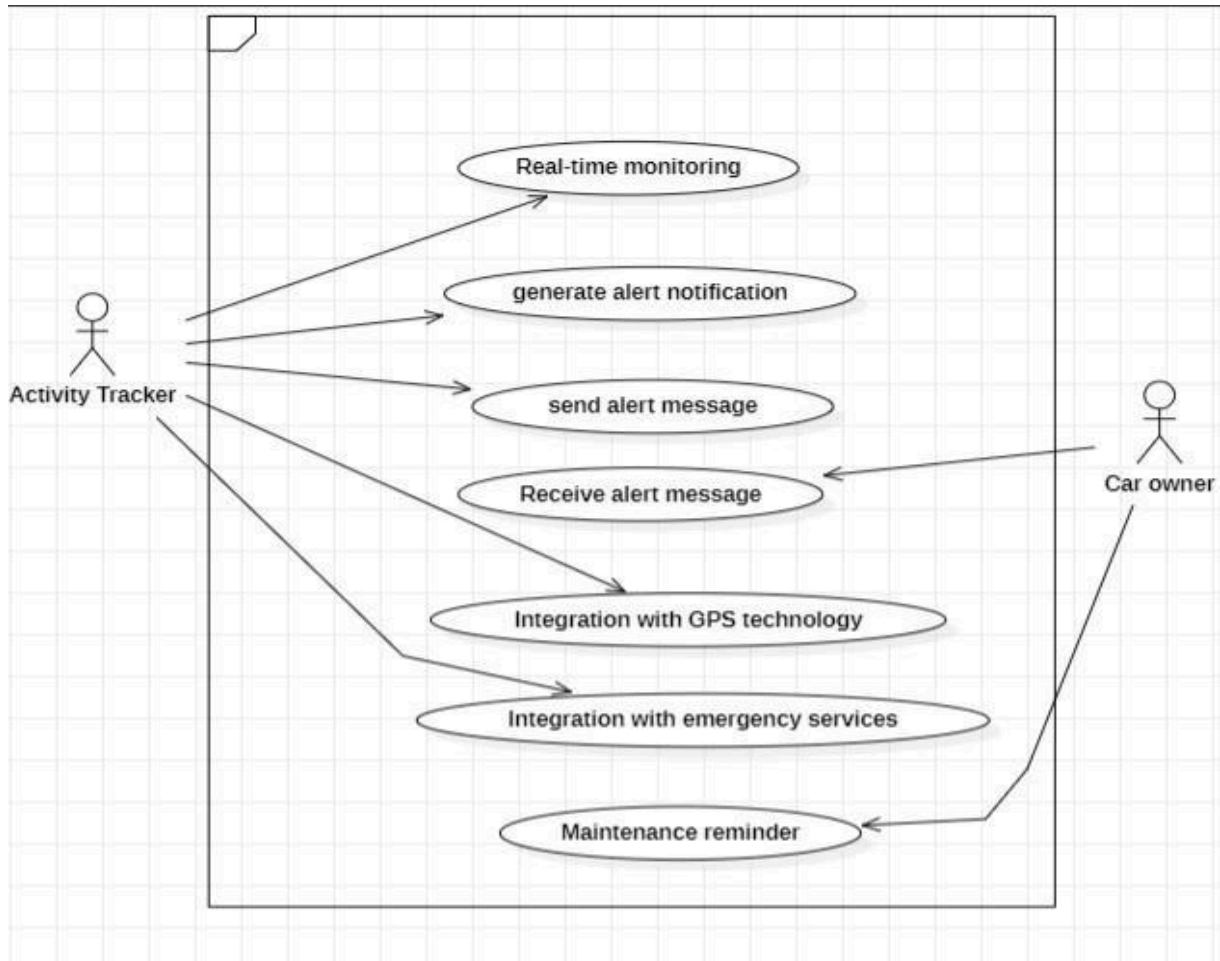 Real-time monitoring
generate alert notification
Activity Tracker
send alert message
Receive alert message
Car owner
Integration with GPS technology
Integration with emergency services
Maintenance reminder